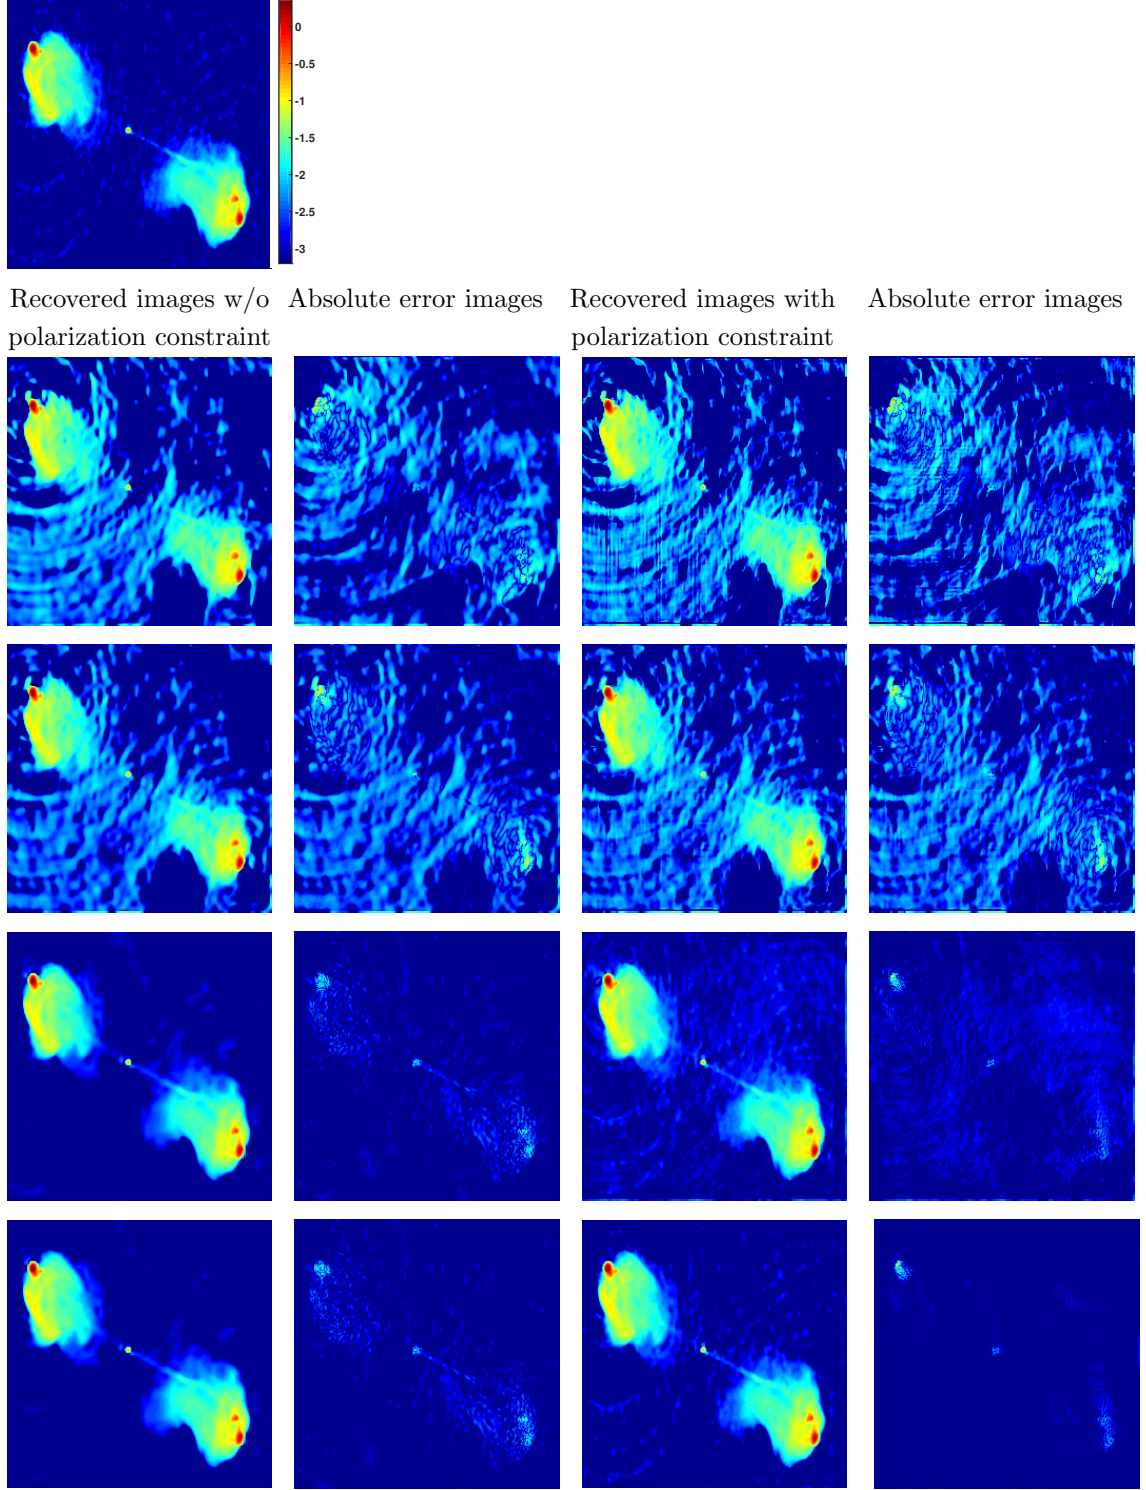 0
-0.5
-1
-1.5
-2
-2.5
-3
Recovered images w/o polarization constraint
Absolute error images
Recovered images with polarization constraint
Absolute error images